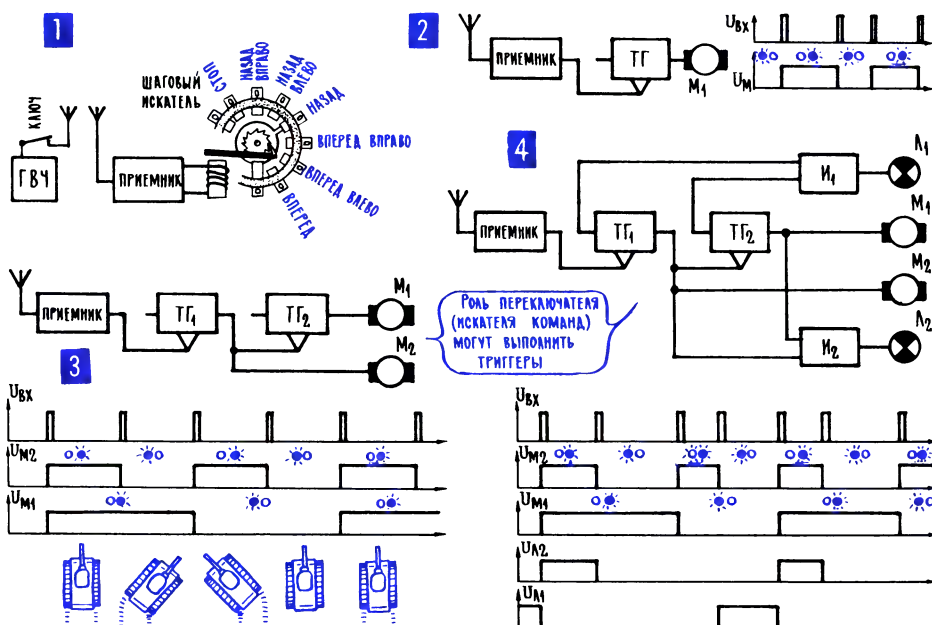 1
КЛЮЧ
ГВЧ
ПРИЕМНИК
ШАГОВЫЙ
ИСКАТЕЛЬ
СТОП
НАЗАД
ВПРАВО
НАЗАД
ВЛЕВО
НАЗАД
ВПЕРЕД ВПРАВО
ВПЕРЕД ВЛЕВО
ВПЕРЕД
2
ПРИЕМНИК
ТГ
М1
UВХ
UМ
3
ПРИЕМНИК
ТГ1
ТГ2
М1
М2
РОЛЬ ПЕРЕКЛЮЧАТЕЛЯ
(ИСКАТЕЛЯ КОМАНД)
МОГУТ ВЫПОЛНИТЬ
ТРИГГЕРЫ
4
ПРИЕМНИК
ТГ1
ТГ2
И1
И2
Л1
М1
М2
Л2
UВХ
UМ2
UМ1
UВХ
UМ2
UМ1
UЛ2
UЛ1